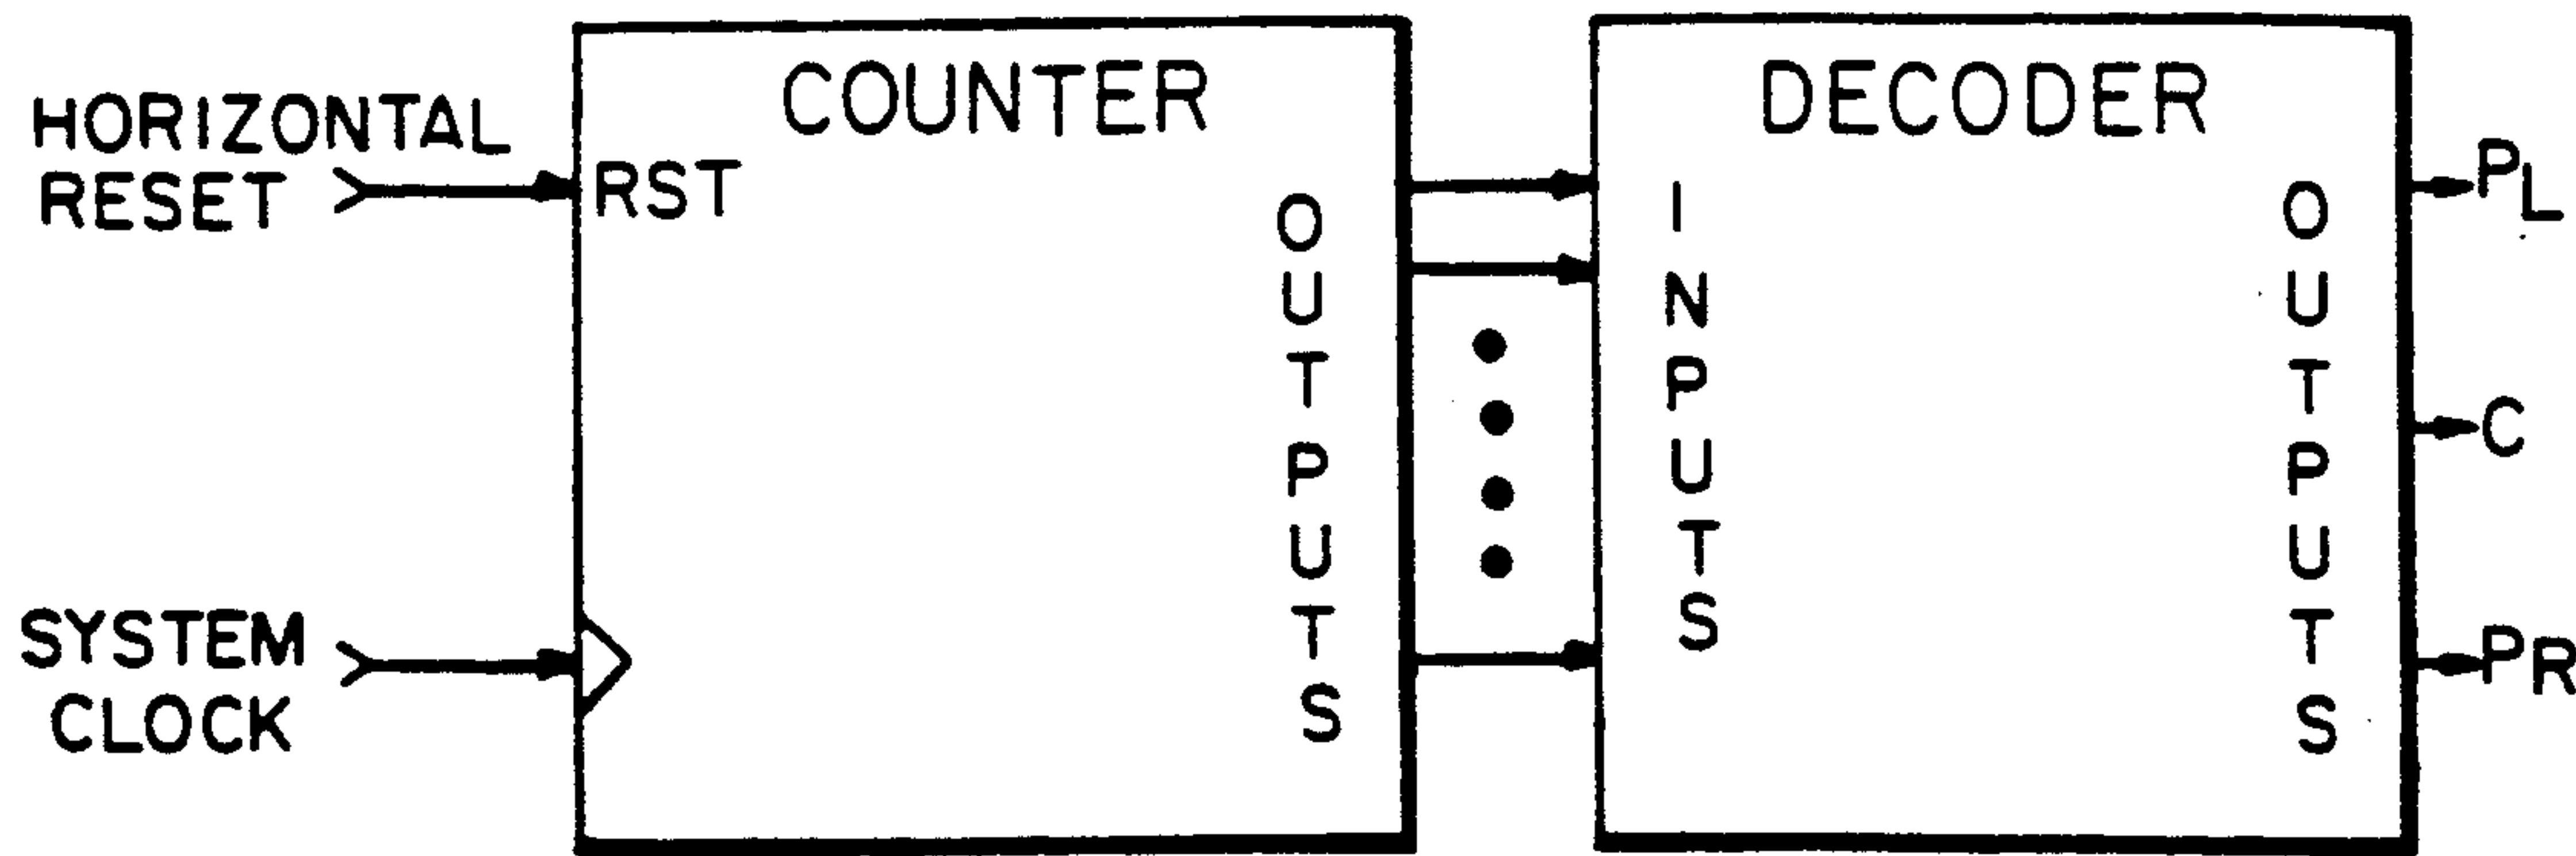 HORIZONTAL
RESET
SYSTEM
CLOCK
COUNTER
RST
OUTPUTS
DECODER
INPUTS
OUTPUTS
PL
C
PR